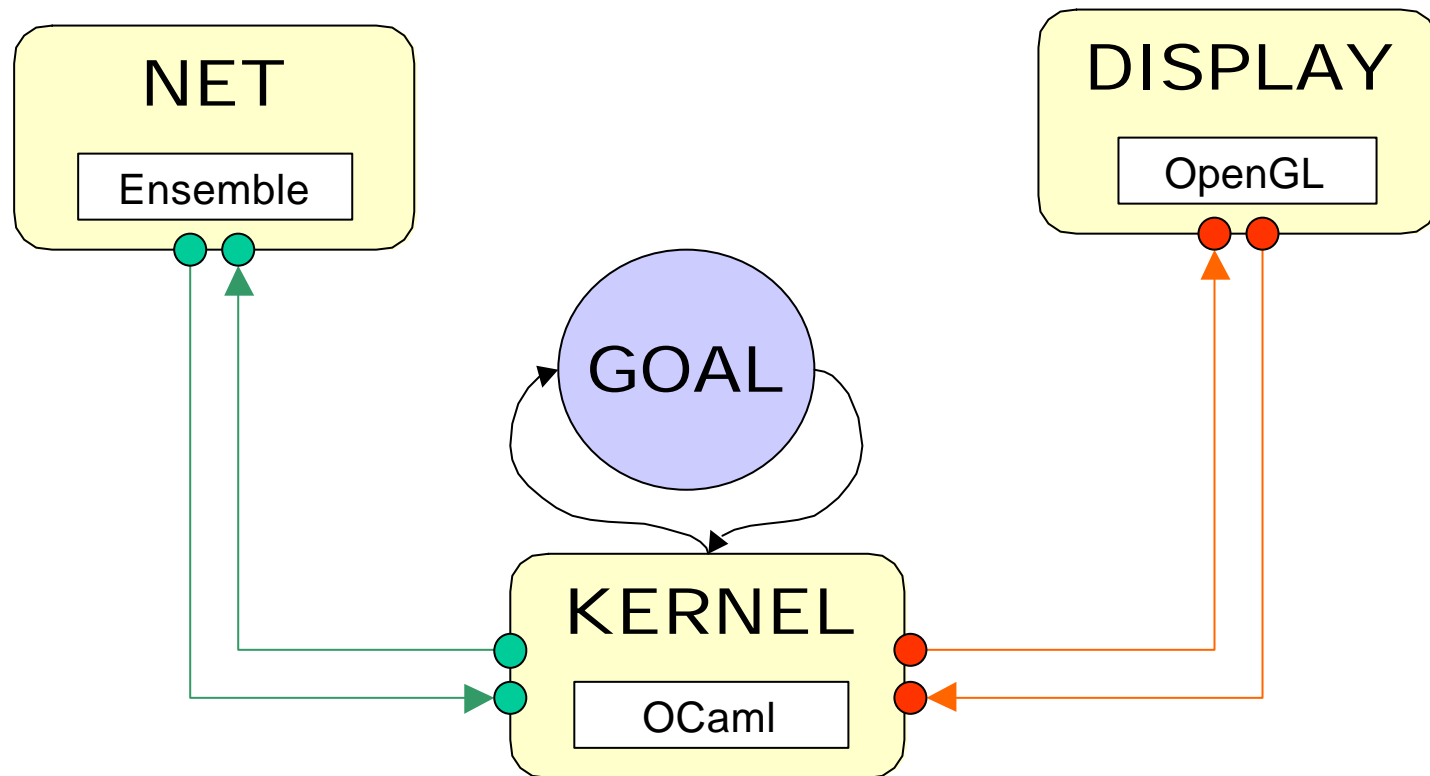 NET
Ensemble
DISPLAY
OpenGL
GOAL
KERNEL
OCaml